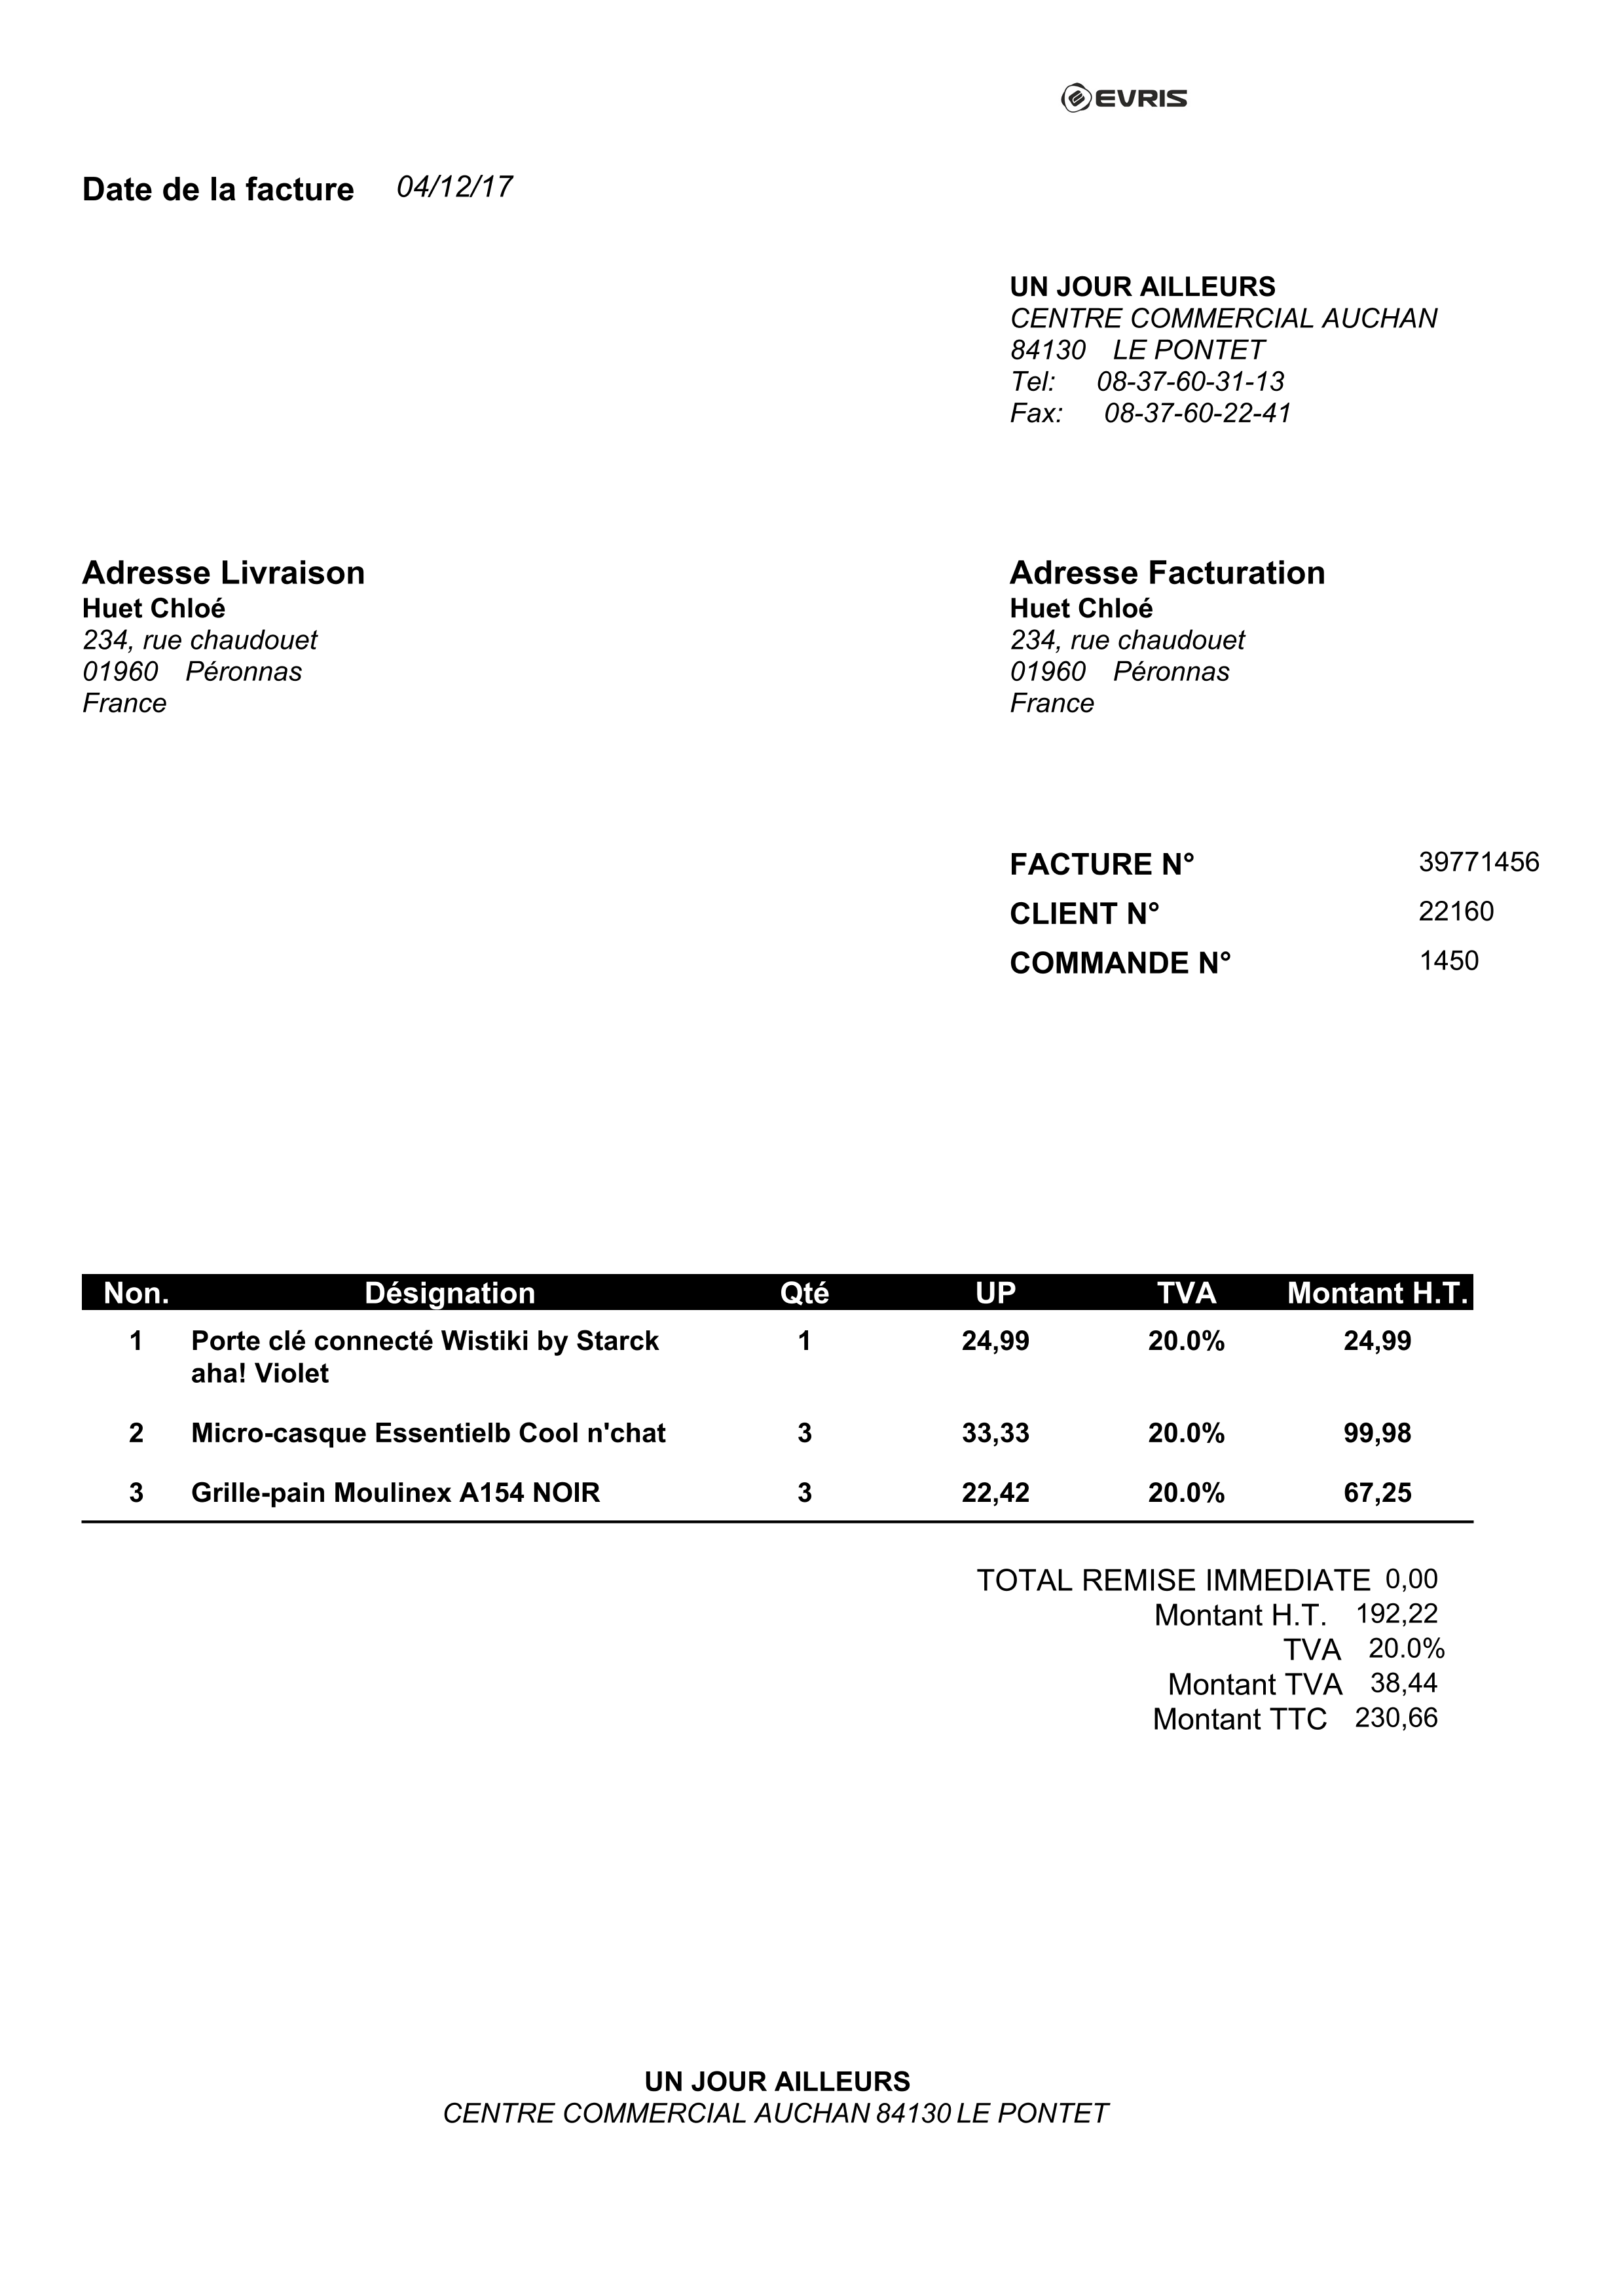 EVRIS
Date de la facture 04/12/17
UN JOUR AILLEURS
CENTRE COMMERCIAL AUCHAN
84130 LE PONTET
Tel: 08-37-60-31-13
Fax: 08-37-60-22-41
Adresse Livraison
Huet Chloé
234, rue chaudouet
01960 Péronnas
France
Adresse Facturation
Huet Chloé
234, rue chaudouet
01960 Péronnas
France
FACTURE N° 39771456
CLIENT N° 22160
COMMANDE N° 1450
Non. Désignation Qté UP TVA Montant H.T.
1 Porte clé connecté Wistiki by Starck 1 24,99 20.0% 24,99
aha! Violet
2 Micro-casque Essentielb Cool n'chat 3 33,33 20.0% 99,98
3 Grille-pain Moulinex A154 NOIR 3 22,42 20.0% 67,25
TOTAL REMISE IMMEDIATE 0,00
Montant H.T. 192,22
TVA 20.0%
Montant TVA 38,44
Montant TTC 230,66
UN JOUR AILLEURS
CENTRE COMMERCIAL AUCHAN 84130 LE PONTET